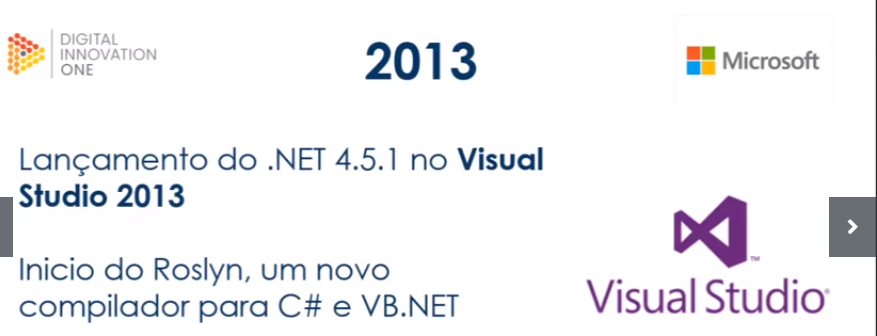 DIGITAL
INNOVATION
ONE
2013
Microsoft
Lançamento do .NET 4.5.1 no Visual
Studio 2013
Inicio do Roslyn, um novo
compilador para C# e VB.NET
Visual Studio